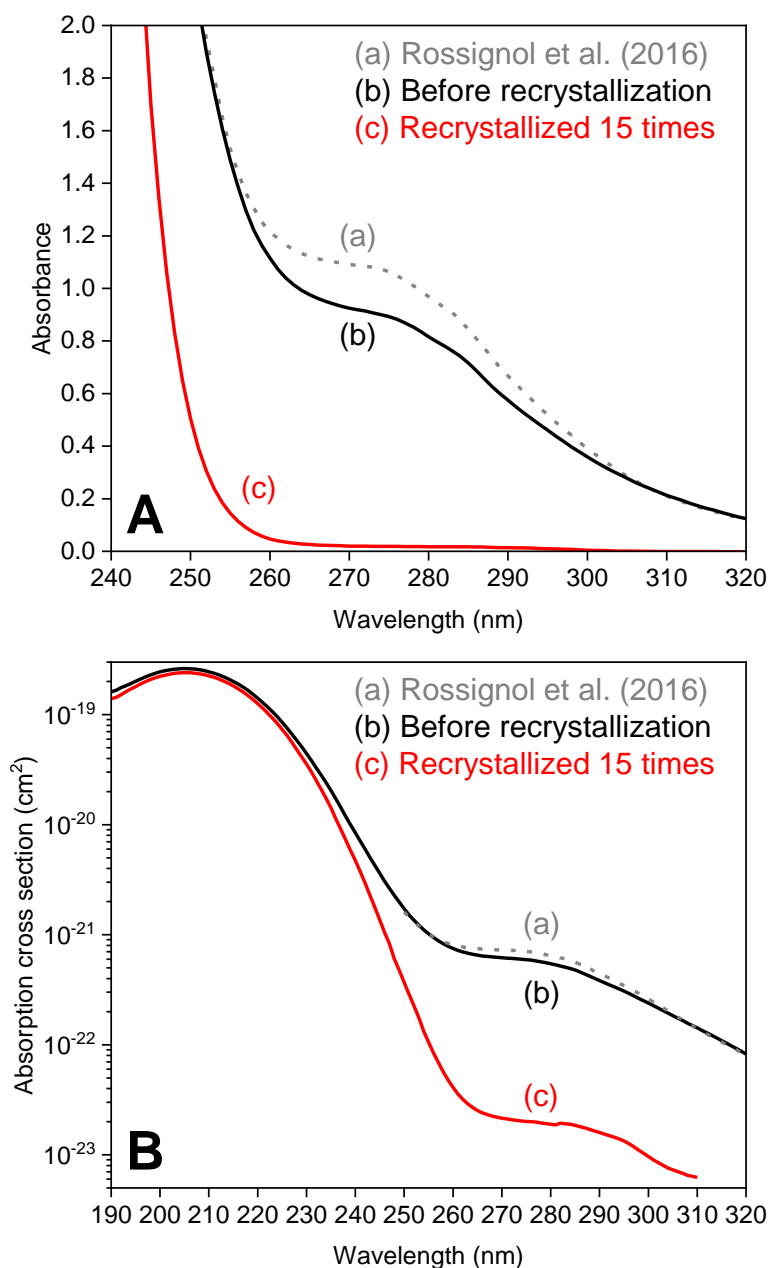 2.0
1.8
1.6
1.4
1.2
1.0
0.8
0.6
0.4
0.2
0.0
Absorbance
(a) Rossignol et al. (2016)
(b) Before recrystallization
(c) Recrystallized 15 times
(a)
(b)
(c)
A
240 250 260 270 280 290 300 310 320
Wavelength (nm)
10⁻¹⁹
10⁻²⁰
10⁻²¹
10⁻²²
10⁻²³
Absorption cross section (cm²)
(a) Rossignol et al. (2016)
(b) Before recrystallization
(c) Recrystallized 15 times
(a)
(b)
(c)
B
190 200 210 220 230 240 250 260 270 280 290 300 310 320
Wavelength (nm)